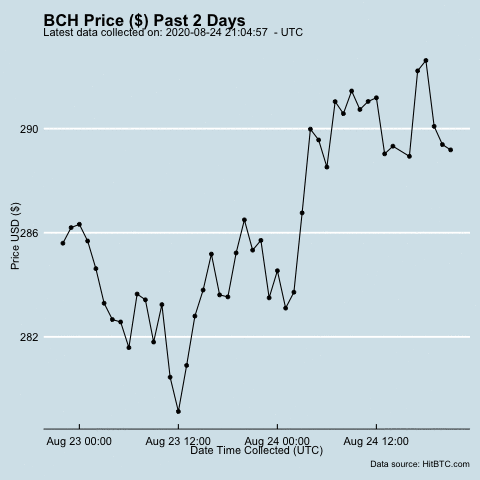 BCH Price ($) Past 2 Days
Latest data collected on: 2020-08-24 21:04:57  - UTC
290
286
282
Price USD ($)
Aug 23 00:00 Aug 23 12:00 Aug 24 00:00 Aug 24 12:00
Date Time Collected (UTC)
Data source: HitBTC.com